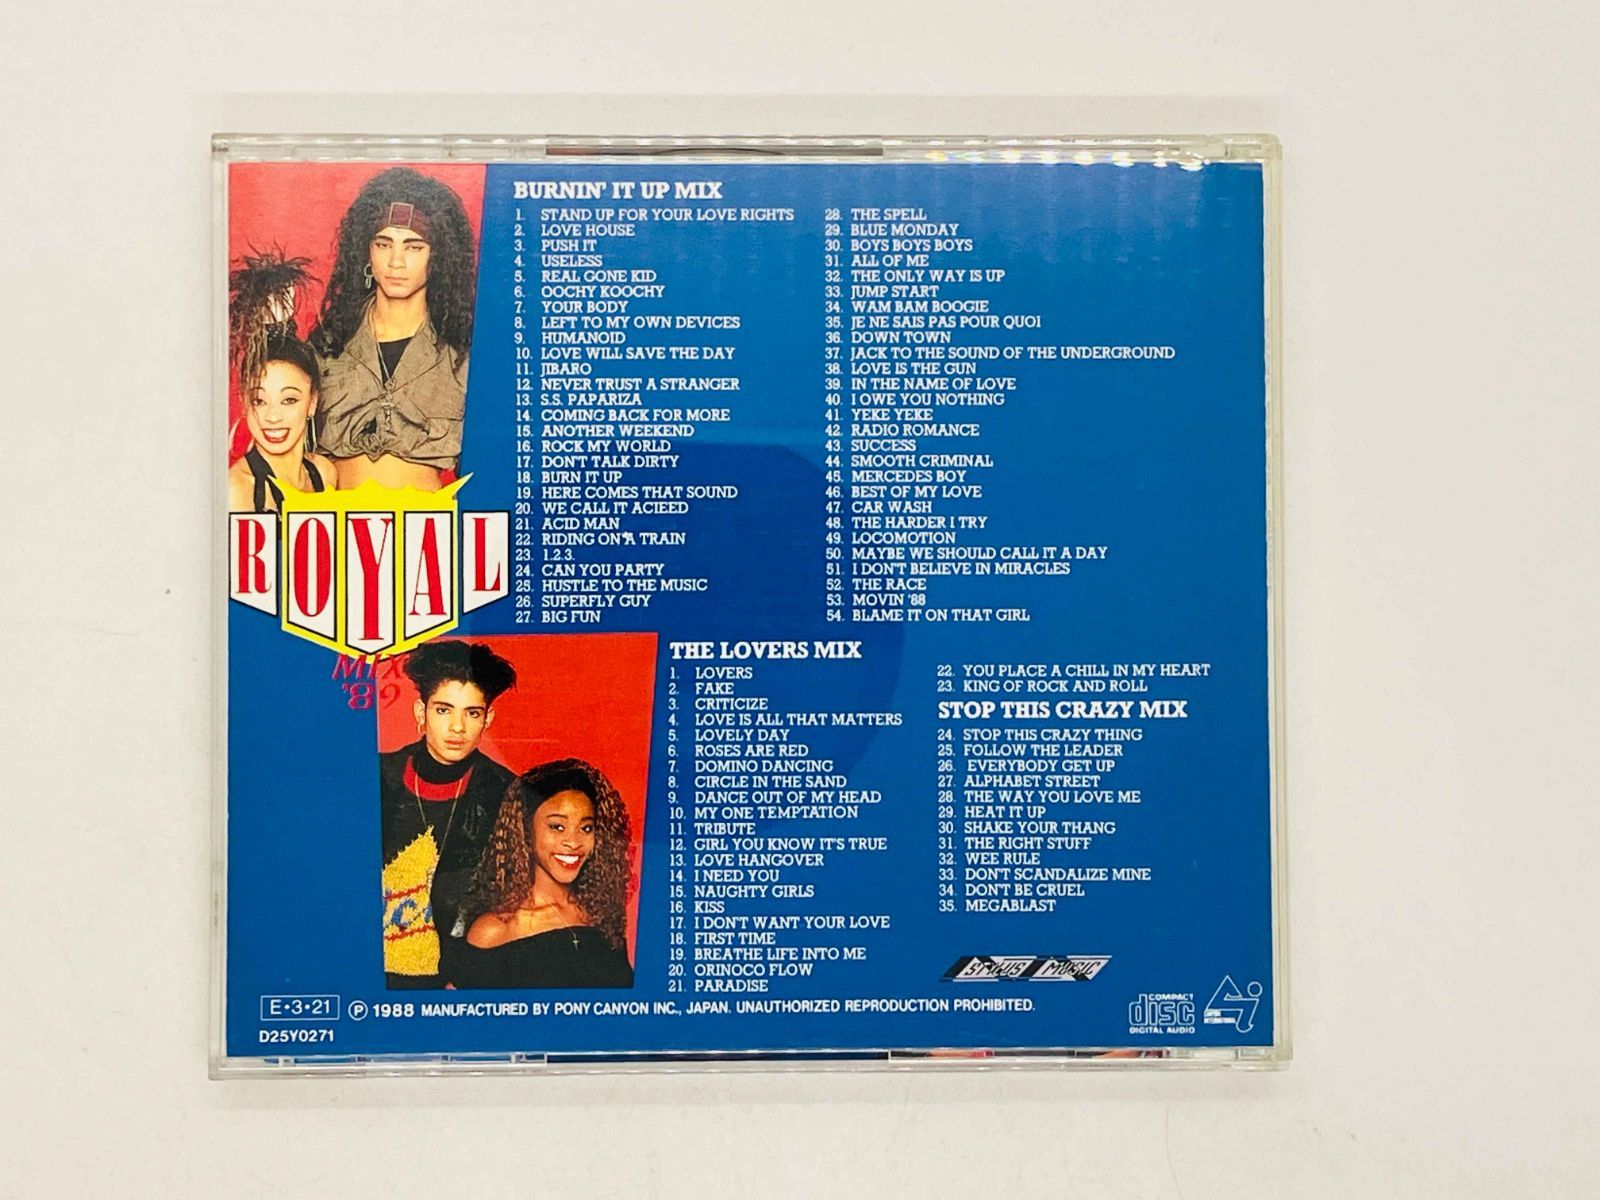 BURNIN' IT UP MIX
1. STAND UP FOR YOUR LOVE RIGHTS
2. LOVE HOUSE
3. PUSH IT
4. USELESS
5. REAL GONE KID
6. OOCHY KOOCHY
7. YOUR BODY
8. LEFT TO MY OWN DEVICES
9. HUMANOID
10. LOVE WILL SAVE THE DAY
11. JIBARO
12. NEVER TRUST A STRANGER
13. S.S. PAPARIZA
14. COMING BACK FOR MORE
15. ANOTHER WEEKEND
16. ROCK MY WORLD
17. DON'T TALK DIRTY
18. BURN IT UP
19. HERE COMES THAT SOUND
20. WE CALL IT ACIEED
21. ACID MAN
22. RIDING ON A TRAIN
23. 1.2.3.
24. CAN YOU PARTY
25. HUSTLE TO THE MUSIC
26. SUPERFLY GUY
27. BIG FUN
28. THE SPELL
29. BLUE MONDAY
30. BOYS BOYS BOYS
31. ALL OF ME
32. THE ONLY WAY IS UP
33. JUMP START
34. WAM BAM BOOGIE
35. JE NE SAIS PAS POUR QUOI
36. DOWN TOWN
37. JACK TO THE SOUND OF THE UNDERGROUND
38. LOVE IS THE GUN
39. IN THE NAME OF LOVE
40. I OWE YOU NOTHING
41. YEKE YEKE
42. RADIO ROMANCE
43. SUCCESS
44. SMOOTH CRIMINAL
45. MERCEDES BOY
46. BEST OF MY LOVE
47. CAR WASH
48. THE HARDER I TRY
49. LOCOMOTION
50. MAYBE WE SHOULD CALL IT A DAY
51. I DON'T BELIEVE IN MIRACLES
52. THE RACE
53. MOVIN '88
54. BLAME IT ON THAT GIRL
ROYAL
MIX
'89
THE LOVERS MIX
1. LOVERS
2. FAKE
3. CRITICIZE
4. LOVE IS ALL THAT MATTERS
5. LOVELY DAY
6. ROSES ARE RED
7. DOMINO DANCING
8. CIRCLE IN THE SAND
9. DANCE OUT OF MY HEAD
10. MY ONE TEMPTATION
11. TRIBUTE
12. GIRL YOU KNOW IT'S TRUE
13. LOVE HANGOVER
14. I NEED YOU
15. NAUGHTY GIRLS
16. KISS
17. I DON'T WANT YOUR LOVE
18. FIRST TIME
19. BREATHE LIFE INTO ME
20. ORINOCO FLOW
21. PARADISE
22. YOU PLACE A CHILL IN MY HEART
23. KING OF ROCK AND ROLL
STOP THIS CRAZY MIX
24. STOP THIS CRAZY THING
25. FOLLOW THE LEADER
26. EVERYBODY GET UP
27. ALPHABET STREET
28. THE WAY YOU LOVE ME
29. HEAT IT UP
30. SHAKE YOUR THANG
31. THE RIGHT STUFF
32. WEE RULE
33. DON'T SCANDALIZE MINE
34. DON'T BE CRUEL
35. MEGABLAST
STYLUS MUSIC
E•3•21 ℗ 1988 MANUFACTURED BY PONY CANYON INC., JAPAN. UNAUTHORIZED REPRODUCTION PROHIBITED.
D25Y0271
COMPACT
disc
DIGITAL AUDIO